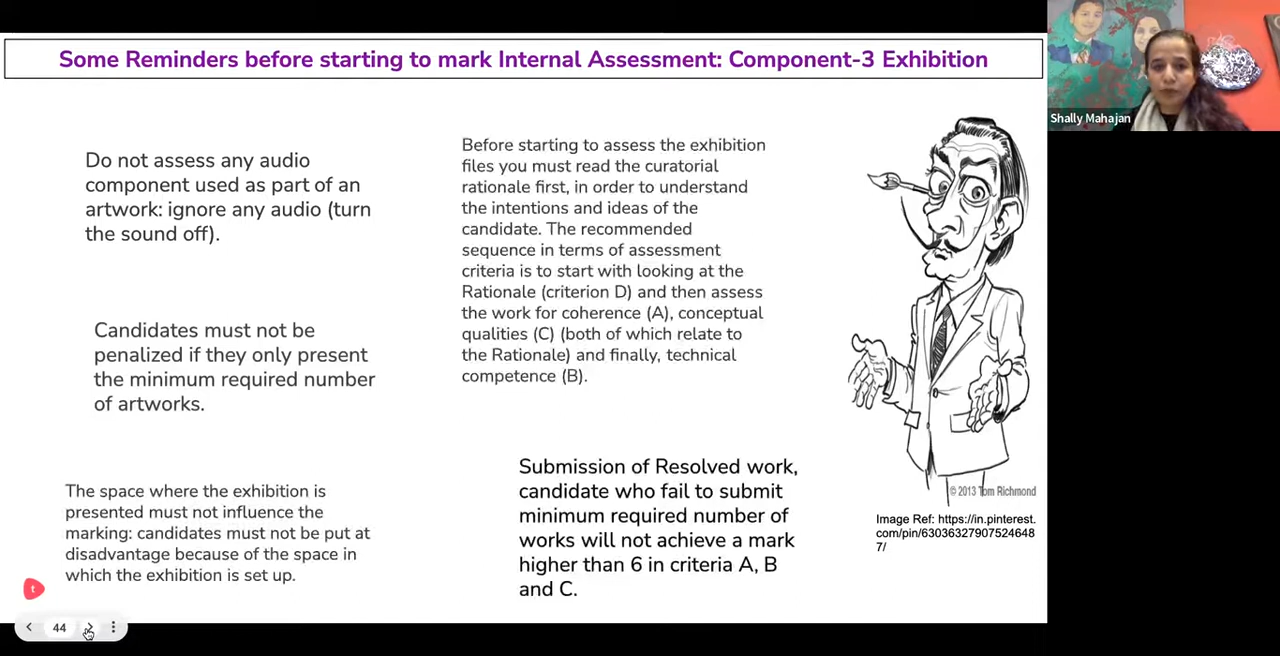 Some Reminders before starting to mark Internal Assessment: Component-3 Exhibition
Shally Mahajan
Do not assess any audio
component used as part of an
artwork: ignore any audio (turn
the sound off).
Candidates must not be
penalized if they only present
the minimum required number
of artworks.
The space where the exhibition is
presented must not influence the
marking: candidates must not be put at
disadvantage because of the space in
which the exhibition is set up.
Before starting to assess the exhibition
files you must read the curatorial
rationale first, in order to understand
the intentions and ideas of the
candidate. The recommended
sequence in terms of assessment
criteria is to start with looking at the
Rationale (criterion D) and then assess
the work for coherence (A), conceptual
qualities (C) (both of which relate to
the Rationale) and finally, technical
competence (B).
Submission of Resolved work,
candidate who fail to submit
minimum required number of
works will not achieve a mark
higher than 6 in criteria A, B
and C.
© 2013 Tom Richmond
Image Ref: https://in.pinterest.
com/pin/63036327907524648
7/
t
44